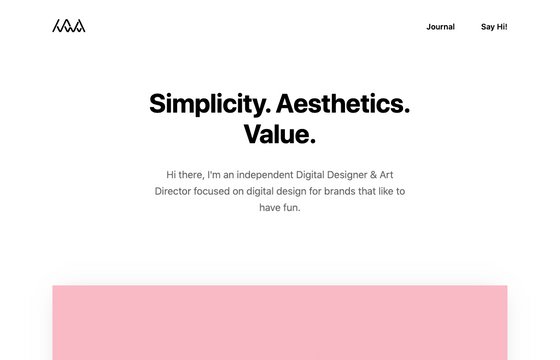 Journal
Say Hi!
Simplicity. Aesthetics.
Value.
Hi there, I'm an independent Digital Designer & Art
Director focused on digital design for brands that like to
have fun.